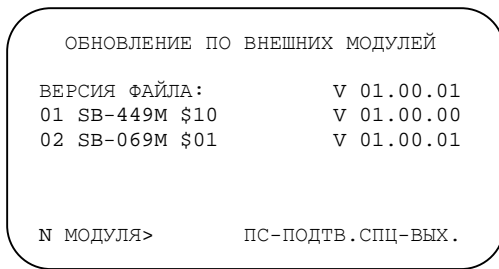 ОБНОВЛЕНИЕ ПО ВНЕШНИХ МОДУЛЕЙ
ВЕРСИЯ ФАЙЛА: V 01.00.01
01 SB-449M $10 V 01.00.00
02 SB-069M $01 V 01.00.01
N МОДУЛЯ> ПС-ПОДТВ.СПЦ-ВЫХ.